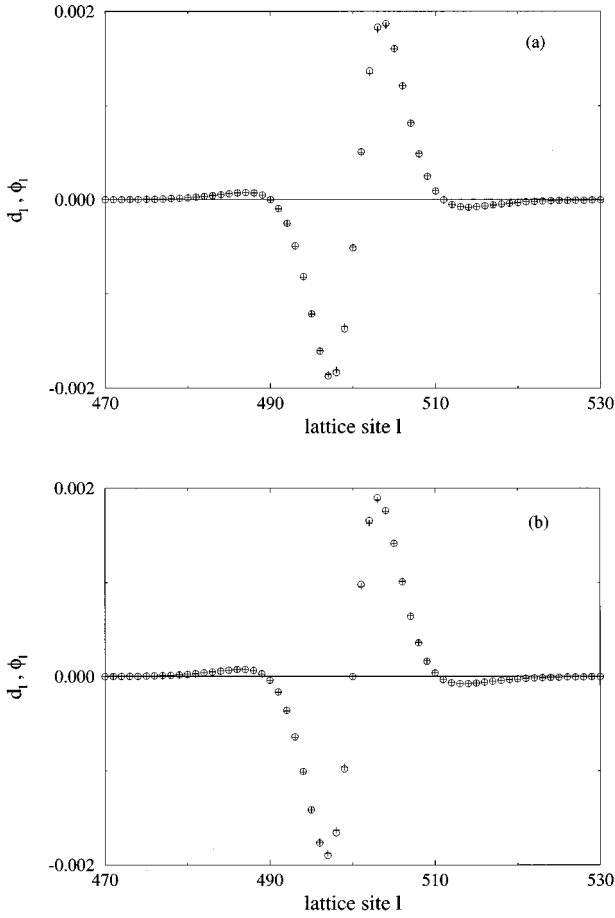 0.002
(a)
d_l , ϕ_l
0.000
-0.002
470 490 510 530
lattice site l
0.002
(b)
d_l , ϕ_l
0.000
-0.002
470 490 510 530
lattice site l